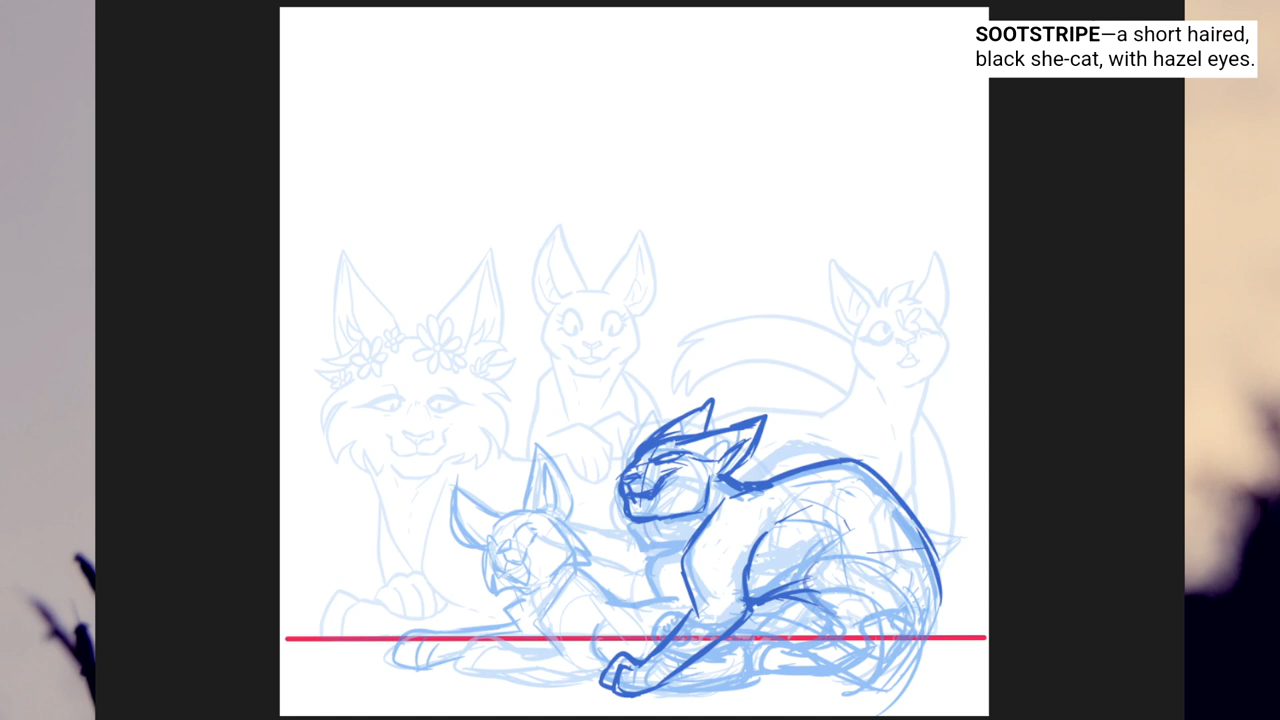 SOOTSTRIPE—a short haired,
black she-cat, with hazel eyes.